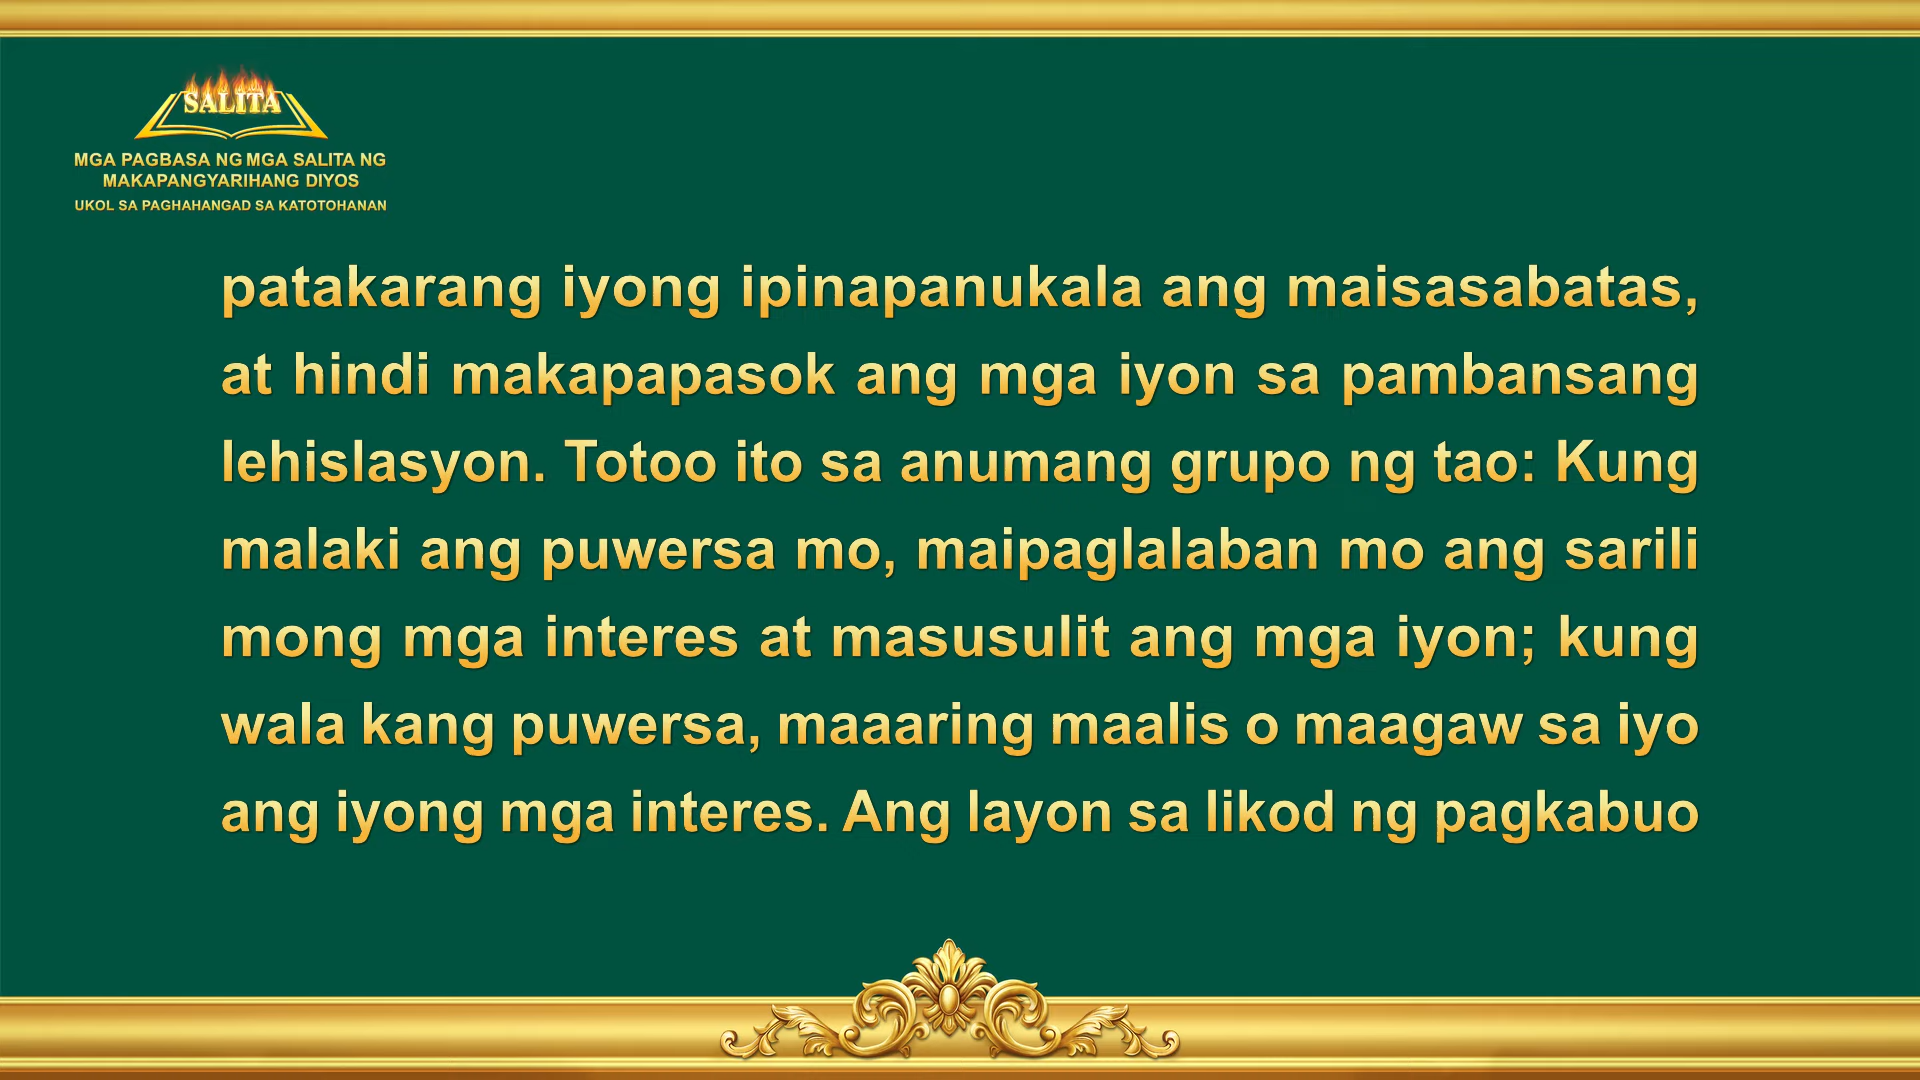 SALITA
MGA PAGBASA NG MGA SALITA NG
MAKAPANGYARIHANG DIYOS
UKOL SA PAGHAHANGAD SA KATOTOHANAN
patakarang iyong ipinapanukala ang maisasabatas,
at hindi makapapasok ang mga iyon sa pambansang
lehislasyon. Totoo ito sa anumang grupo ng tao: Kung
malaki ang puwersa mo, maipaglalaban mo ang sarili
mong mga interes at masusulit ang mga iyon; kung
wala kang puwersa, maaaring maalis o maagaw sa iyo
ang iyong mga interes. Ang layon sa likod ng pagkabuo